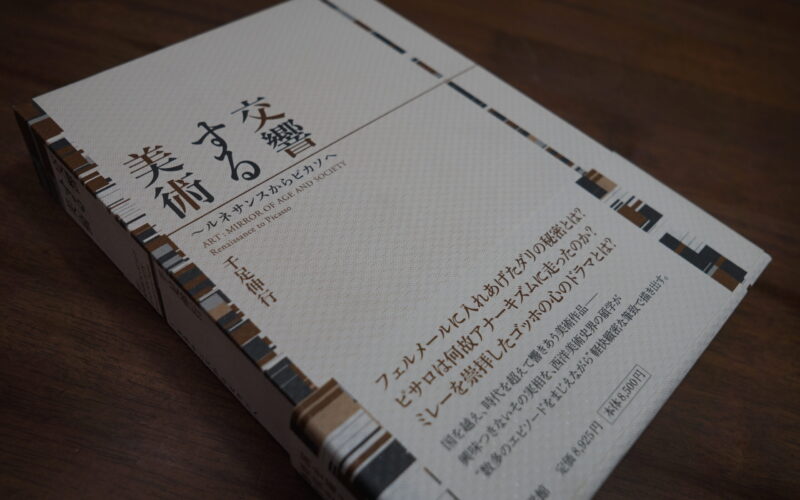 交響
する
美術
～ルネサンスからピカソへ
ART : MIRROR OF AGE AND SOCIETY
Renaissance to Picasso
千足伸行
フェルメールに入れあげたダリの秘密とは?
ピサロは何故アナーキズムに走ったのか?
ミレーを崇拝したゴッホの心のドラマとは?
国を越え、時代を超えて響きあう美術作品――
興味つきないその実相を、西洋美術史界の碩学が
数多のエピソードをまじえながら軽快緻密な筆致で描き出す。
定価8,925円 本体8,500円
館